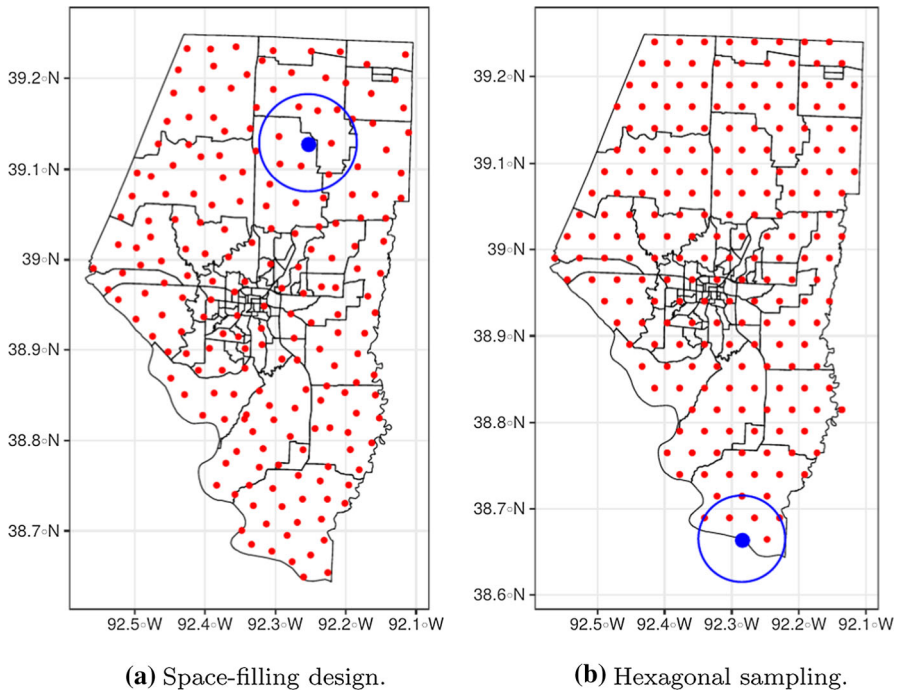 39.2◦N
39.1◦N
39◦N
38.9◦N
38.8◦N
38.7◦N
92.5◦W 92.4◦W 92.3◦W 92.2◦W 92.1◦W
39.2◦N
39.1◦N
39◦N
38.9◦N
38.8◦N
38.7◦N
38.6◦N
92.5◦W 92.4◦W 92.3◦W 92.2◦W 92.1◦W
(a) Space-filling design.
(b) Hexagonal sampling.